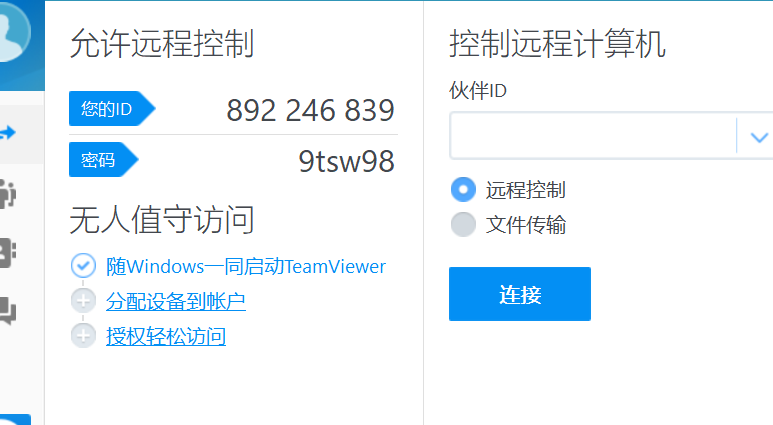 允许远程控制
您的ID 892 246 839
密码 9tsw98
无人值守访问
随Windows一同启动TeamViewer
分配设备到帐户
授权轻松访问
控制远程计算机
伙伴ID
远程控制
文件传输
连接